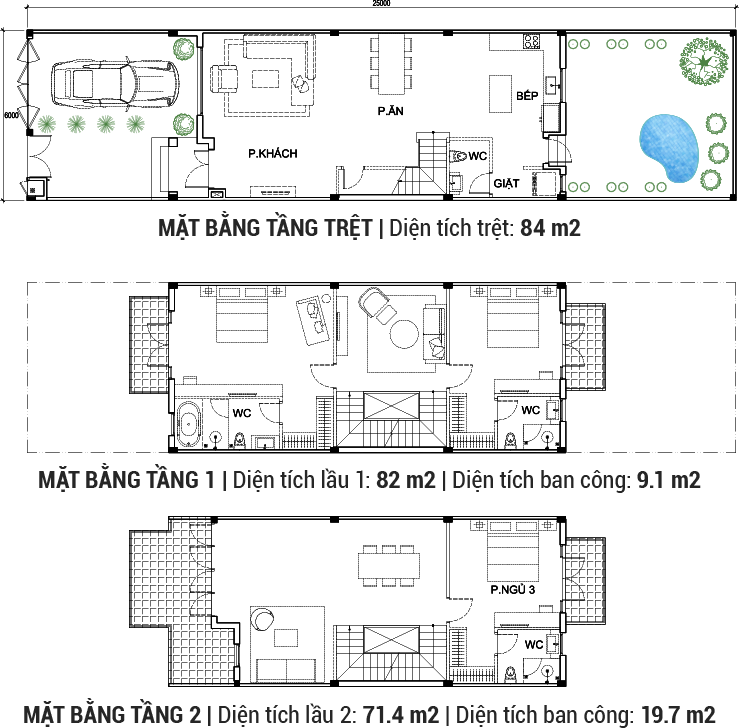 25000
6000
P.KHÁCH
P.ĂN
BẾP
WC
GIẶT
MẶT BẰNG TẦNG TRỆT | Diện tích trệt: 84 m2
WC
WC
MẶT BẰNG TẦNG 1 | Diện tích lầu 1: 82 m2 | Diện tích ban công: 9.1 m2
P.NGỦ 3
WC
MẶT BẰNG TẦNG 2 | Diện tích lầu 2: 71.4 m2 | Diện tích ban công: 19.7 m2